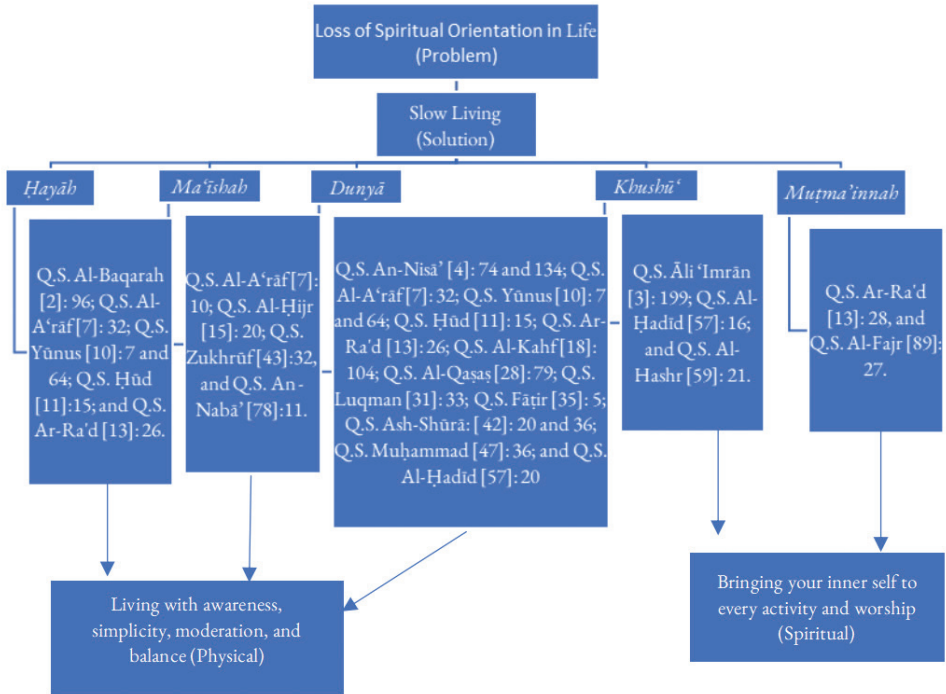 Loss of Spiritual Orientation in Life
(Problem)
Slow Living
(Solution)
Ḥayāh
Ma‘īshah
Dunyā
Khushū‘
Muṭma’innah
Q.S. Al-Baqarah
[2]: 96; Q.S. Al-
A‘rāf[7]: 32; Q.S.
Yūnus [10]: 7 and
64; Q.S. Ḥūd
[11]:15; and Q.S.
Ar-Ra'd [13]: 26.
Q.S. Al-A‘rāf[7]:
10; Q.S. Al-Ḥijr
[15]: 20; Q.S.
Zukhrūf [43]:32,
and Q.S. An-
Nabā’ [78]:11.
Q.S. An-Nisā’ [4]: 74 and 134; Q.S.
Al-A‘rāf[7]: 32; Q.S. Yūnus [10]: 7
and 64; Q.S. Ḥūd [11]: 15; Q.S. Ar-
Ra'd [13]: 26; Q.S. Al-Kahf [18]:
104; Q.S. Al-Qaṣaṣ [28]: 79; Q.S.
Luqman [31]: 33; Q.S. Fāṭir [35]: 5;
Q.S. Ash-Shūrā: [ 42]: 20 and 36;
Q.S. Muḥammad [47]: 36; and Q.S.
Al-Ḥadīd [57]: 20
Q.S. Āli ‘Imrān
[3]: 199; Q.S. Al-
Ḥadīd [57]: 16;
and Q.S. Al-
Hashr [59]: 21.
Q.S. Ar-Ra'd
[13]: 28, and
Q.S. Al-Fajr [89]:
27.
Living with awareness,
simplicity, moderation, and
balance (Physical)
Bringing your inner self to
every activity and worship
(Spiritual)